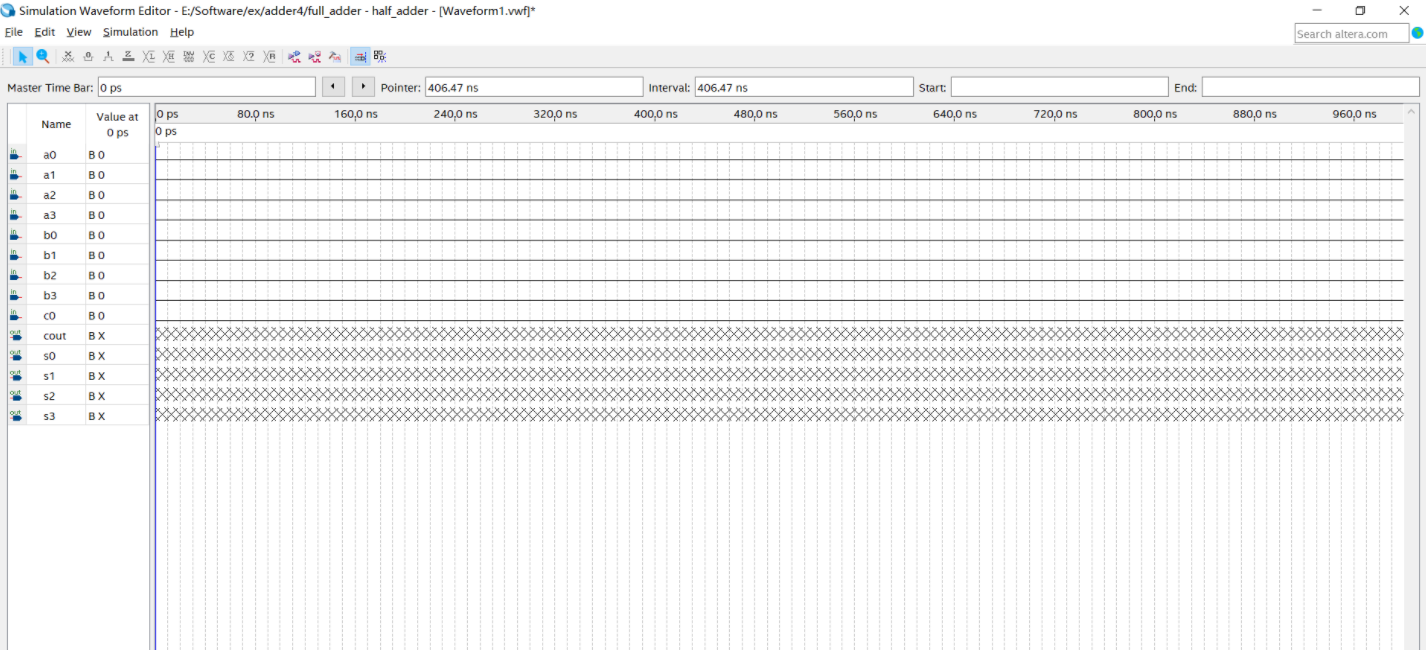 Simulation Waveform Editor - E:/Software/ex/adder4/full_adder - half_adder - [Waveform1.vwf]*
File Edit View Simulation Help
Search altera.com
Master Time Bar: 0 ps Pointer: 406.47 ns Interval: 406.47 ns Start: End:
Name Value at 0 ps
0 ps 80.0 ns 160.0 ns 240.0 ns 320.0 ns 400.0 ns 480.0 ns 560.0 ns 640.0 ns 720.0 ns 800.0 ns 880.0 ns 960.0 ns
0 ps
in a0 B 0
in a1 B 0
in a2 B 0
in a3 B 0
in b0 B 0
in b1 B 0
in b2 B 0
in b3 B 0
in c0 B 0
out cout B X
out s0 B X
out s1 B X
out s2 B X
out s3 B X